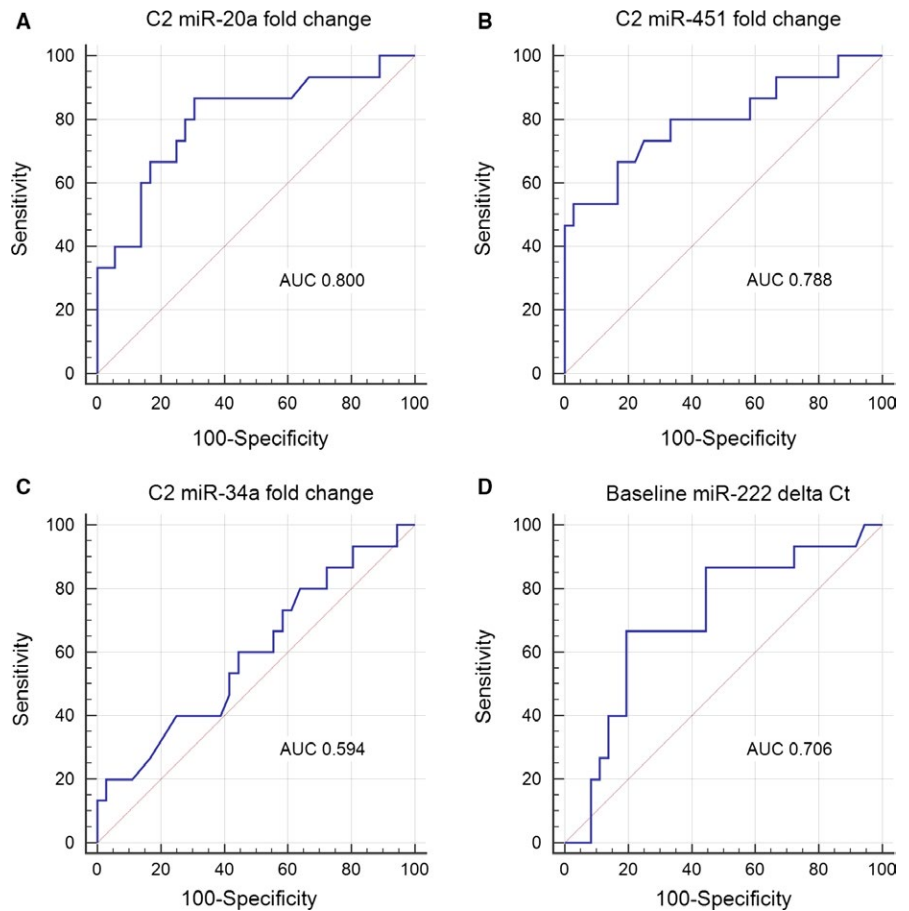 A
C2 miR-20a fold change
100
80
60
40
20
0
Sensitivity
AUC 0.800
0 20 40 60 80 100
100-Specificity
B
C2 miR-451 fold change
100
80
60
40
20
0
Sensitivity
AUC 0.788
0 20 40 60 80 100
100-Specificity
C
C2 miR-34a fold change
100
80
60
40
20
0
Sensitivity
AUC 0.594
0 20 40 60 80 100
100-Specificity
D
Baseline miR-222 delta Ct
100
80
60
40
20
0
Sensitivity
AUC 0.706
0 20 40 60 80 100
100-Specificity